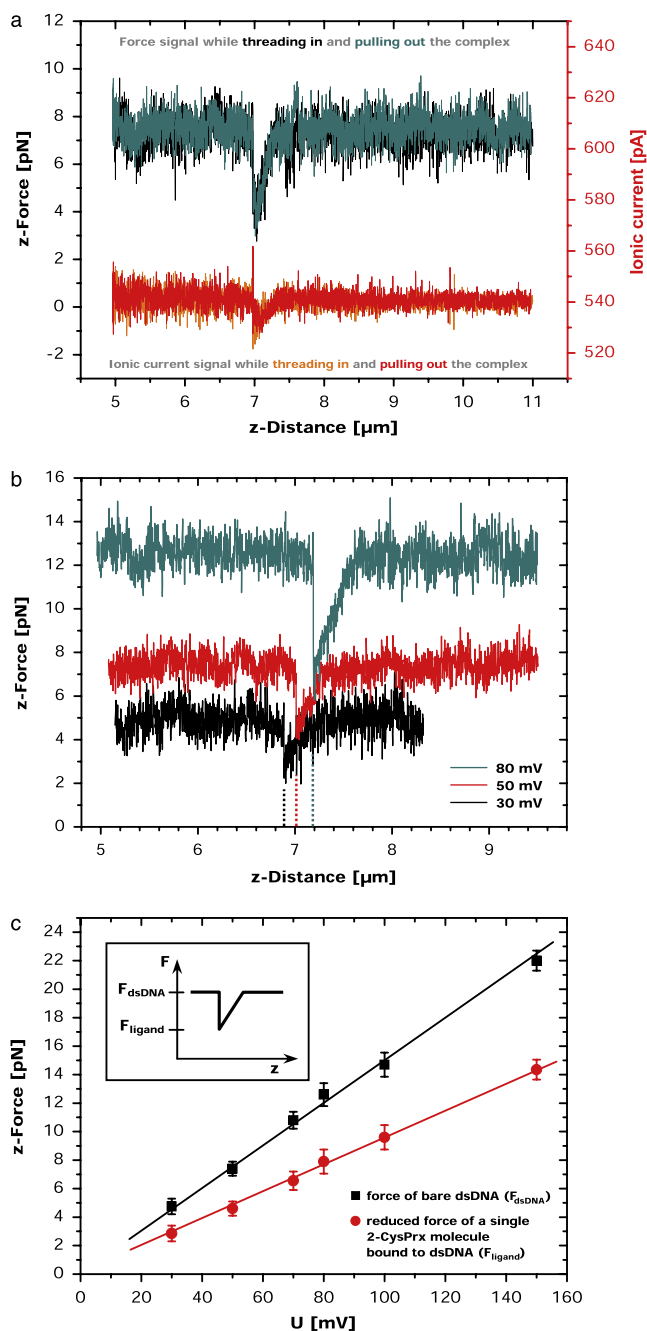 a
Force signal while threading in and pulling out the complex
12
10
8
6
4
2
0
-2
z-Force [pN]
640
620
600
580
560
540
520
Ionic current [pA]
Ionic current signal while threading in and pulling out the complex
5 6 7 8 9 10 11
z-Distance [µm]
b
16
14
12
10
8
6
4
2
0
z-Force [pN]
80 mV
50 mV
30 mV
5 6 7 8 9
z-Distance [µm]
c
24
22
20
18
16
14
12
10
8
6
4
2
0
z-Force [pN]
F
FdsDNA
Fligand
z
force of bare dsDNA (FdsDNA)
reduced force of a single
2-CysPrx molecule
bound to dsDNA (Fligand)
0 20 40 60 80 100 120 140 160
U [mV]